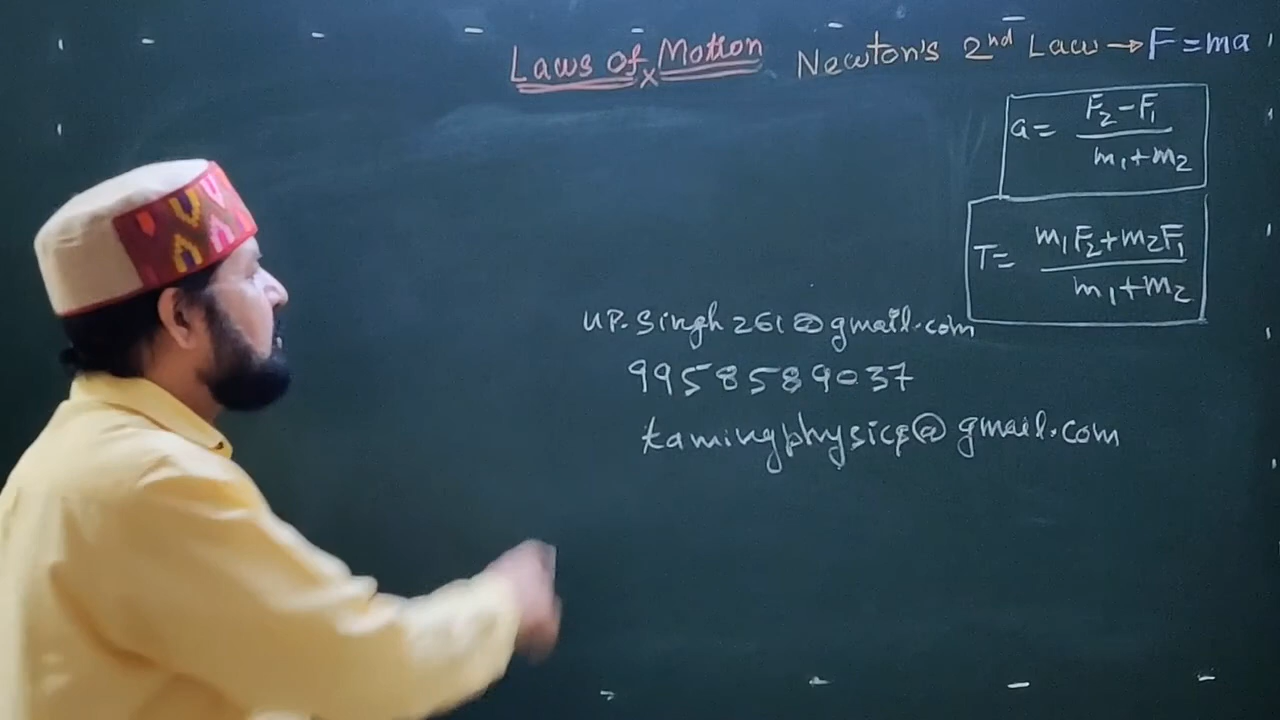 Laws of Motion Newton's 2nd Law → F = ma
a = (F₂ - F₁) / (m₁ + m₂)
T = (m₁F₂ + m₂F₁) / (m₁ + m₂)
up.singh261@gmail.com
9958589037
tamingphysics@gmail.com